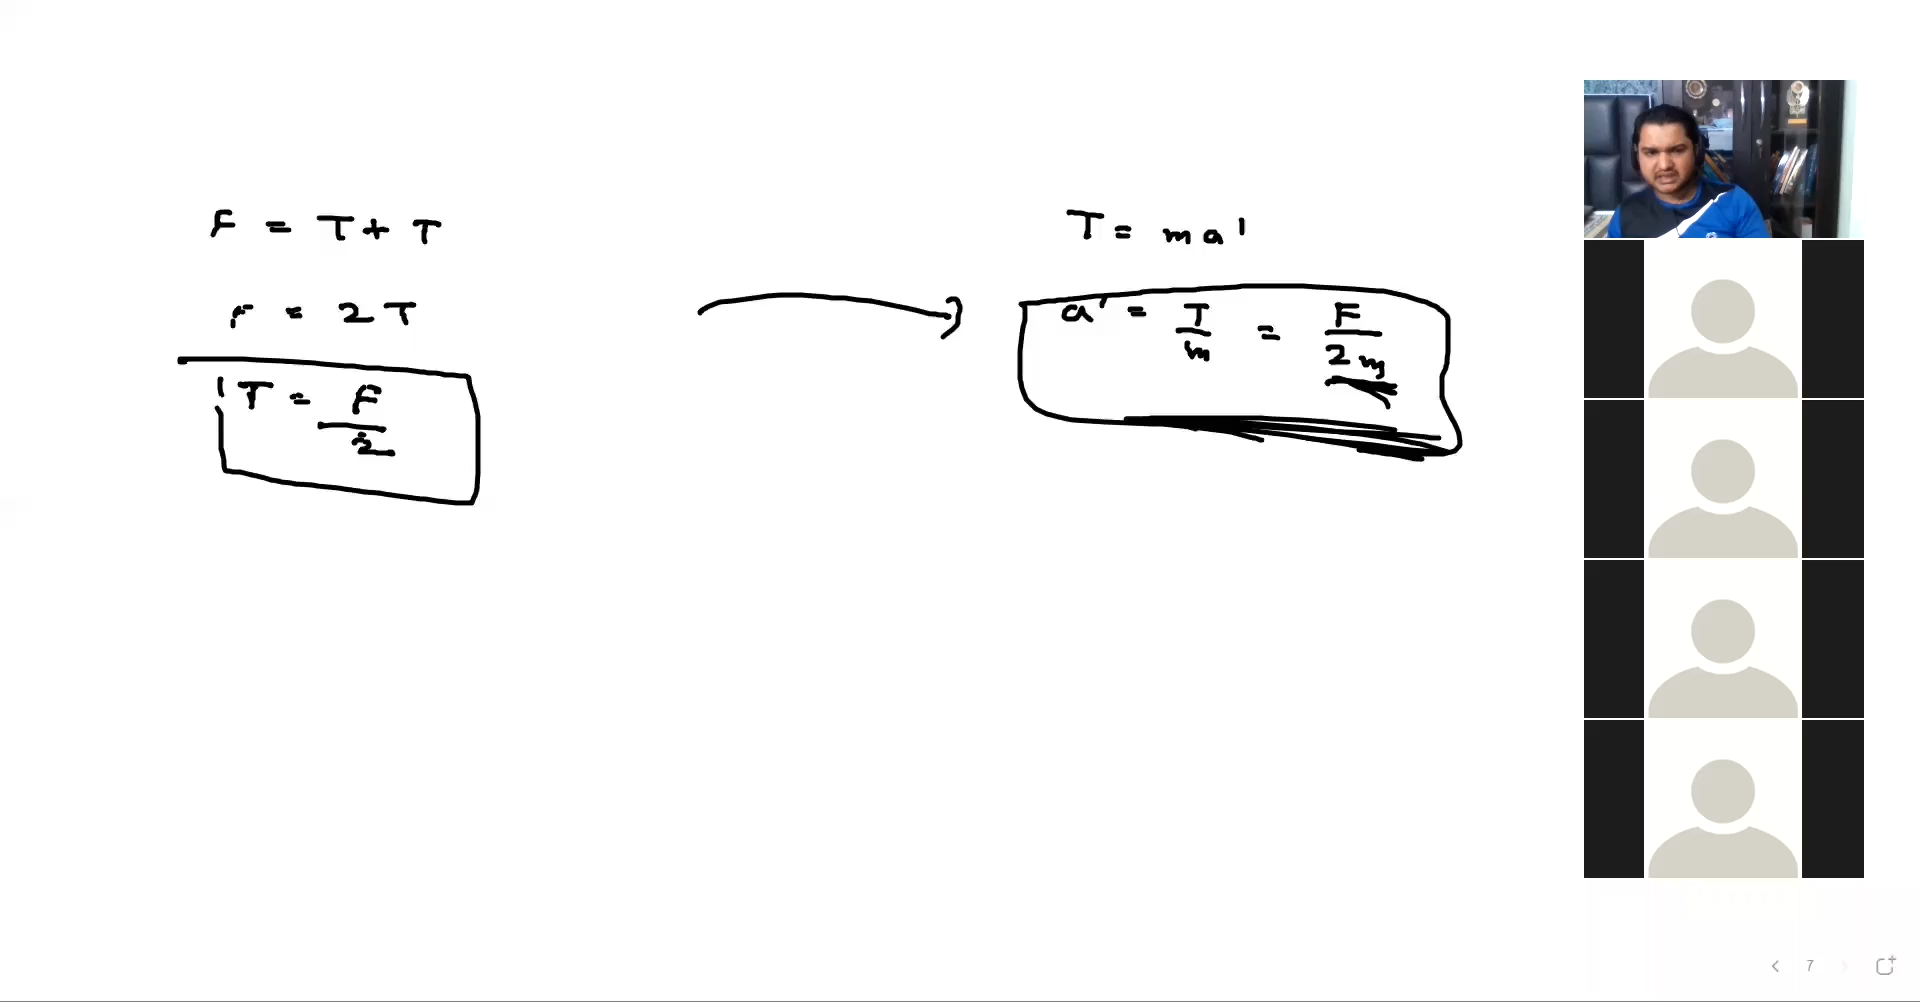 F = T + T
F = 2T
T = F/2
T = ma'
a' = T/m = F/2m
7